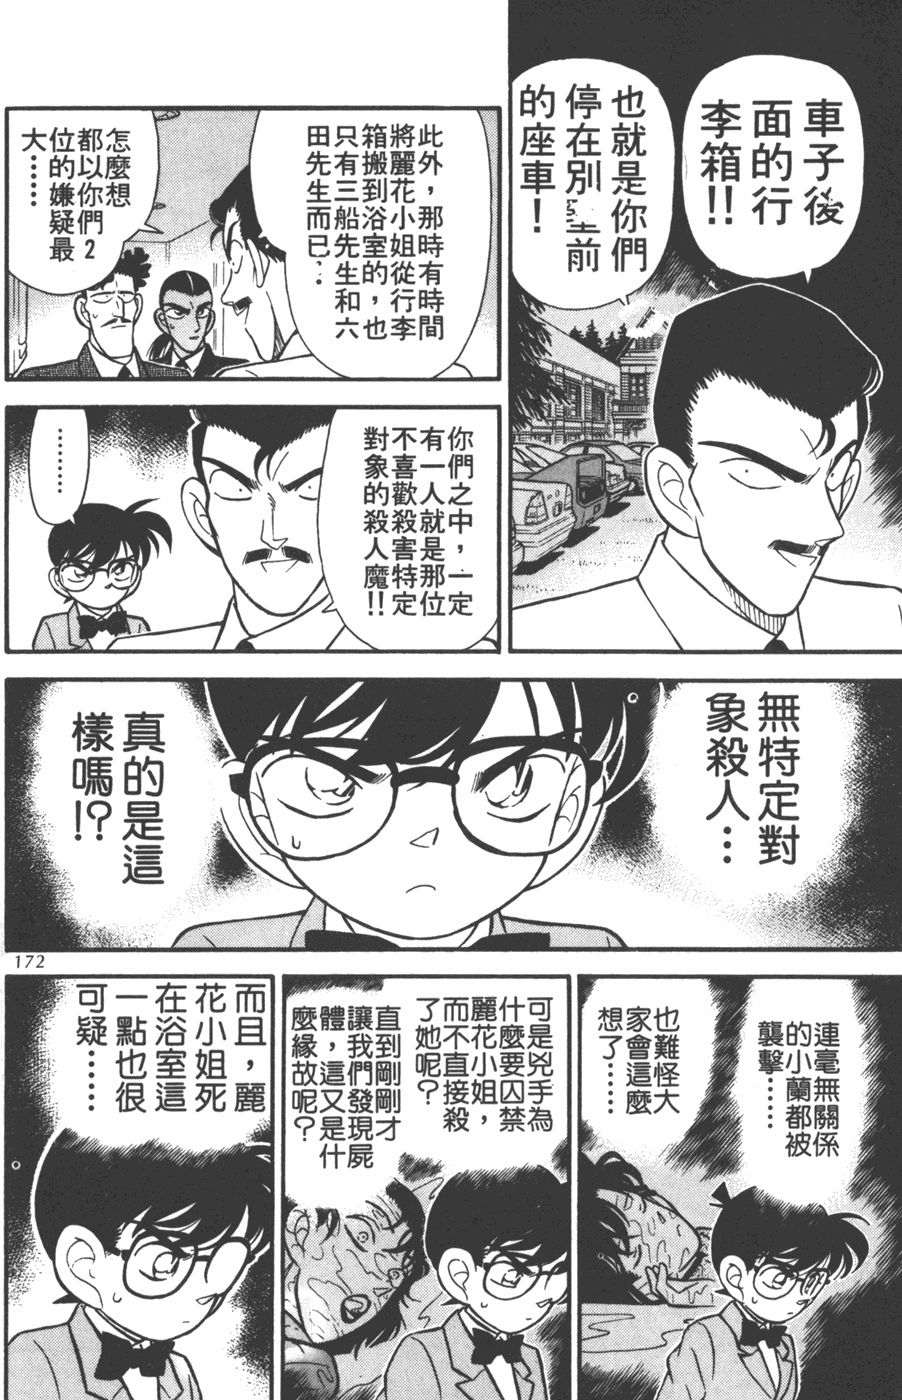 車子後
面的行
李箱!!
也就是你們
停在別
前
的座車！
此外，那時有時間
將麗花小姐從行李
箱搬到浴室的，也
只有三船先生和六
田先生而已…
怎麼想
都以你們
位的嫌疑最2
大……
你們之中，一定
有一人就是那位
不喜歡殺害特定
對象的殺人魔!!
………
無特定對
象殺人…
真的是這
樣嗎!?
連毫無關係
的小蘭都被
襲擊…
也難怪大
家會這麼
想了……
可是兇手為
什麼要囚禁
麗花小姐，
而不直接殺
了她呢？
直到剛剛才
讓我們發現屍
體，這又是什
麼緣故呢？
而且，麗
花小姐死
在浴室這
一點也很
可疑……
172